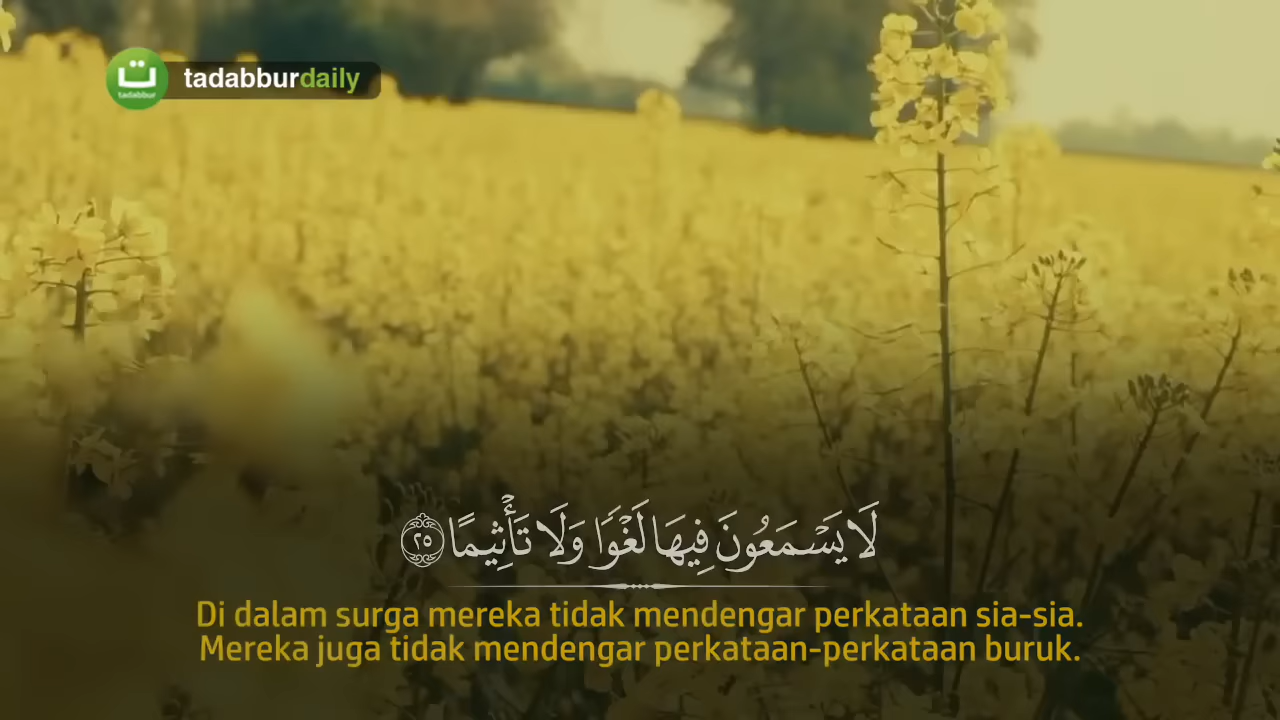 ت
tadabbur
tadabburdaily
لَا يَسْمَعُونَ فِيهَا لَغْوًا وَلَا تَأْثِيمًا ٢٥
Di dalam surga mereka tidak mendengar perkataan sia-sia.
Mereka juga tidak mendengar perkataan-perkataan buruk.